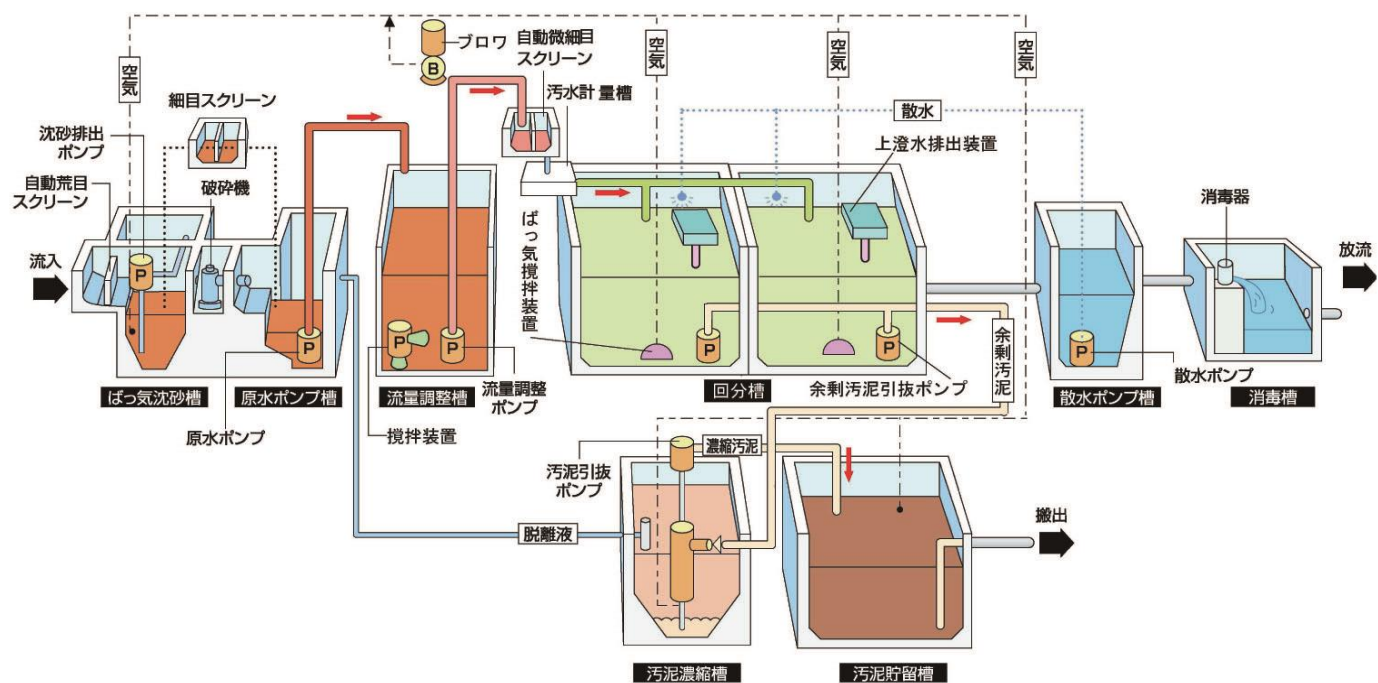 空気
ブロワ
B
自動微細目
スクリーン
汚水計量槽
空気
空気
空気
細目スクリーン
沈砂排出
ポンプ
自動荒目
スクリーン
破砕機
散水
上澄水排出装置
消毒器
流入
放流
P
ばっ気撹拌装置
P
P
P
P
P
P
余剰汚泥
ばっ気沈砂槽
原水ポンプ槽
流量調整槽
流量調整
ポンプ
回分槽
余剰汚泥引抜ポンプ
散水ポンプ
散水ポンプ槽
消毒槽
原水ポンプ
撹拌装置
汚泥引抜
ポンプ
濃縮汚泥
脱離液
搬出
汚泥濃縮槽
汚泥貯留槽